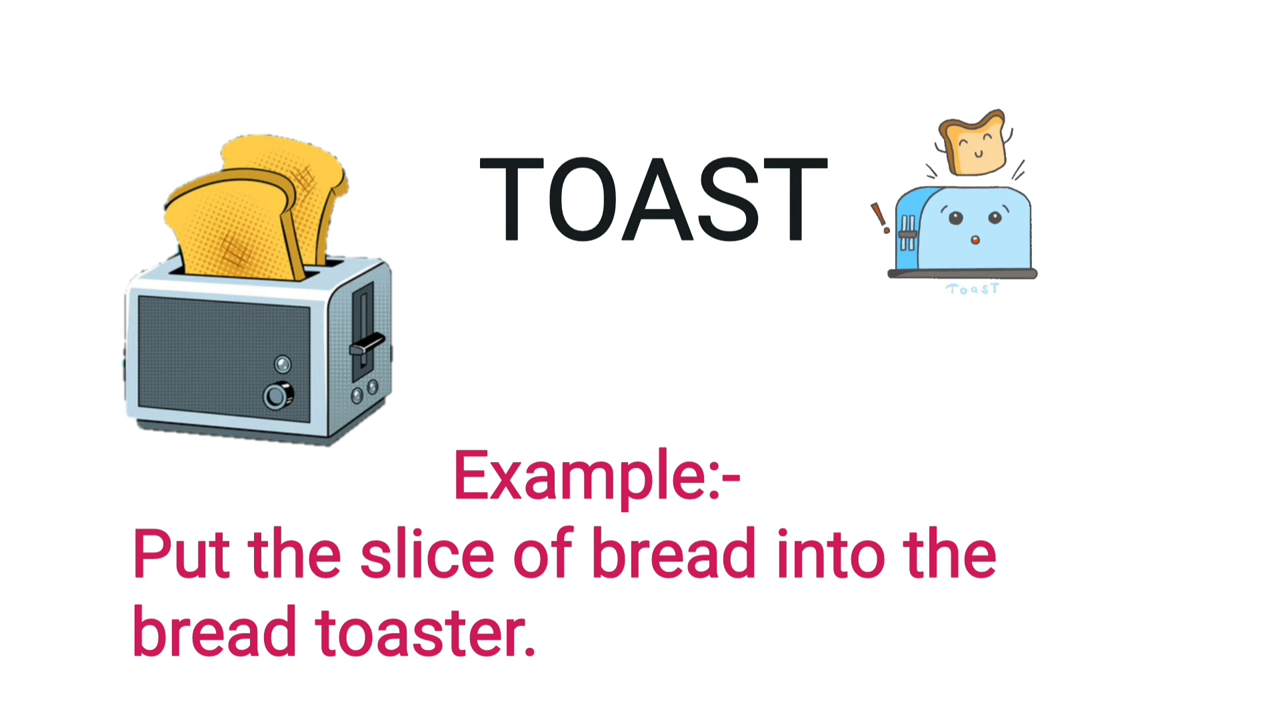 TOAST
TOAST
Example:-
Put the slice of bread into the
bread toaster.